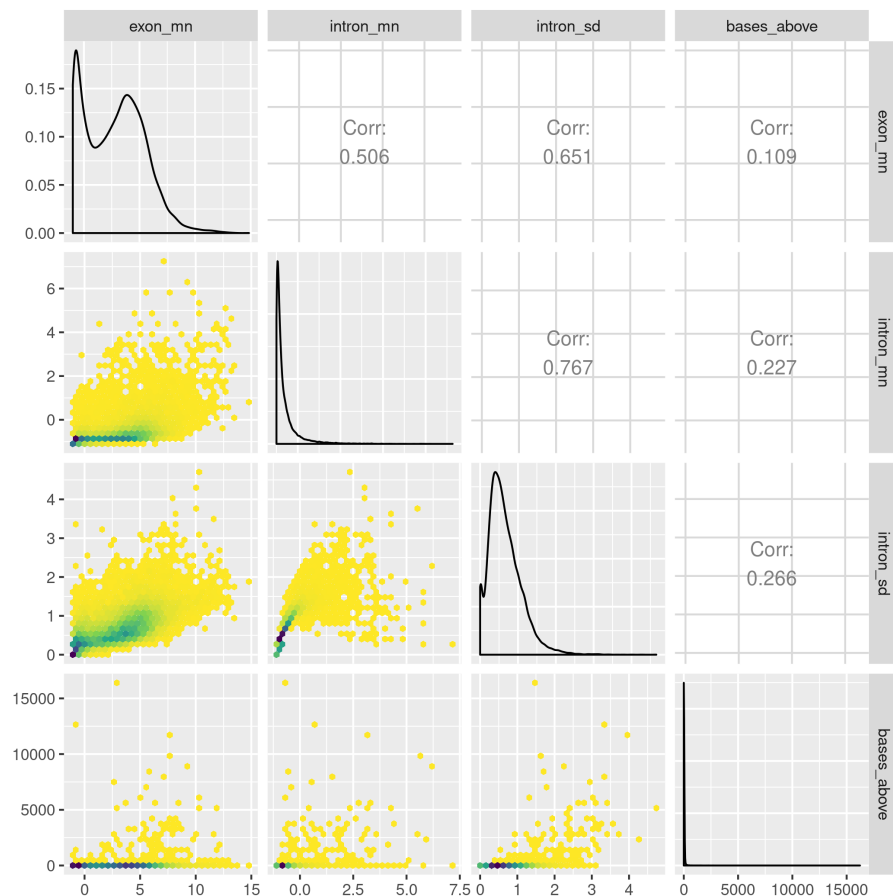 exon_mn
intron_mn
intron_sd
bases_above
0.15
0.10
0.05
0.00
Corr:
0.506
Corr:
0.651
Corr:
0.109
exon_mn
6
4
2
0
Corr:
0.767
Corr:
0.227
intron_mn
4
3
2
1
0
Corr:
0.266
intron_sd
15000
10000
5000
0
bases_above
0 5 10 15
0.0 2.5 5.0 7.5
0 1 2 3 4
0 5000 10000 15000